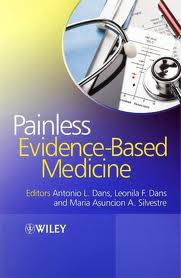 Painless
Evidence-Based
Medicine
Editors Antonio L. Dans, Leonila F. Dans
and Maria Asuncion A. Silvestre
WILEY